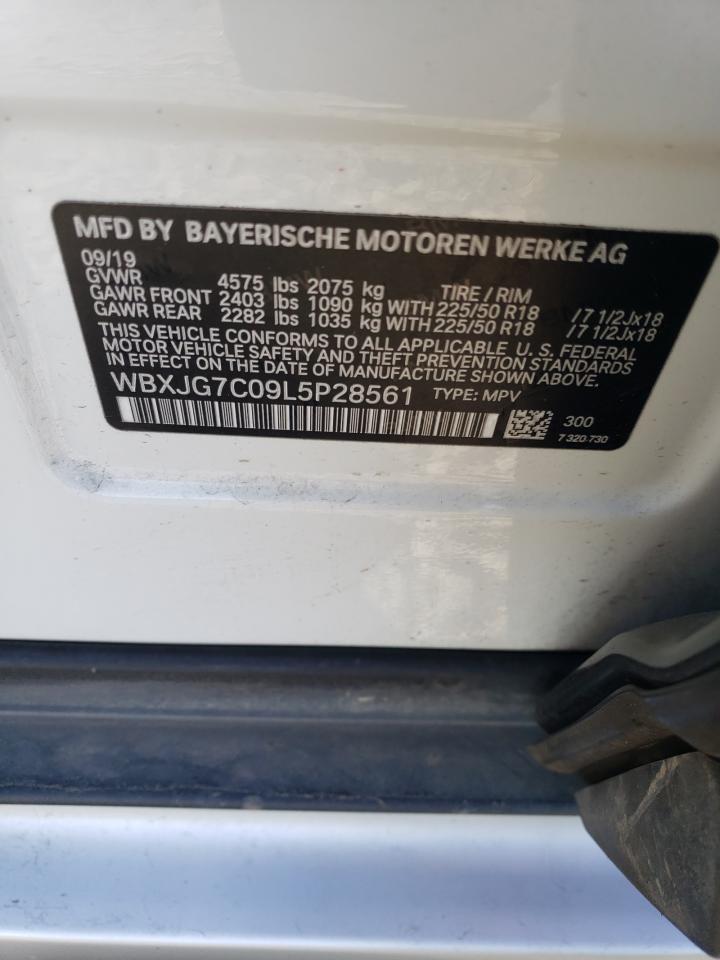 MFD BY BAYERISCHE MOTOREN WERKE AG
09/19
GVWR 4575 lbs 2075 kg TIRE / RIM
GAWR FRONT 2403 lbs 1090 kg WITH 225/50 R18 /7 1/2Jx18
GAWR REAR 2282 lbs 1035 kg WITH 225/50 R18 /7 1/2Jx18
THIS VEHICLE CONFORMS TO ALL APPLICABLE U. S. FEDERAL
MOTOR VEHICLE SAFETY AND THEFT PREVENTION STANDARDS
IN EFFECT ON THE DATE OF MANUFACTURE SHOWN ABOVE.
WBXJG7C09L5P28561 TYPE: MPV
300
7 320 730